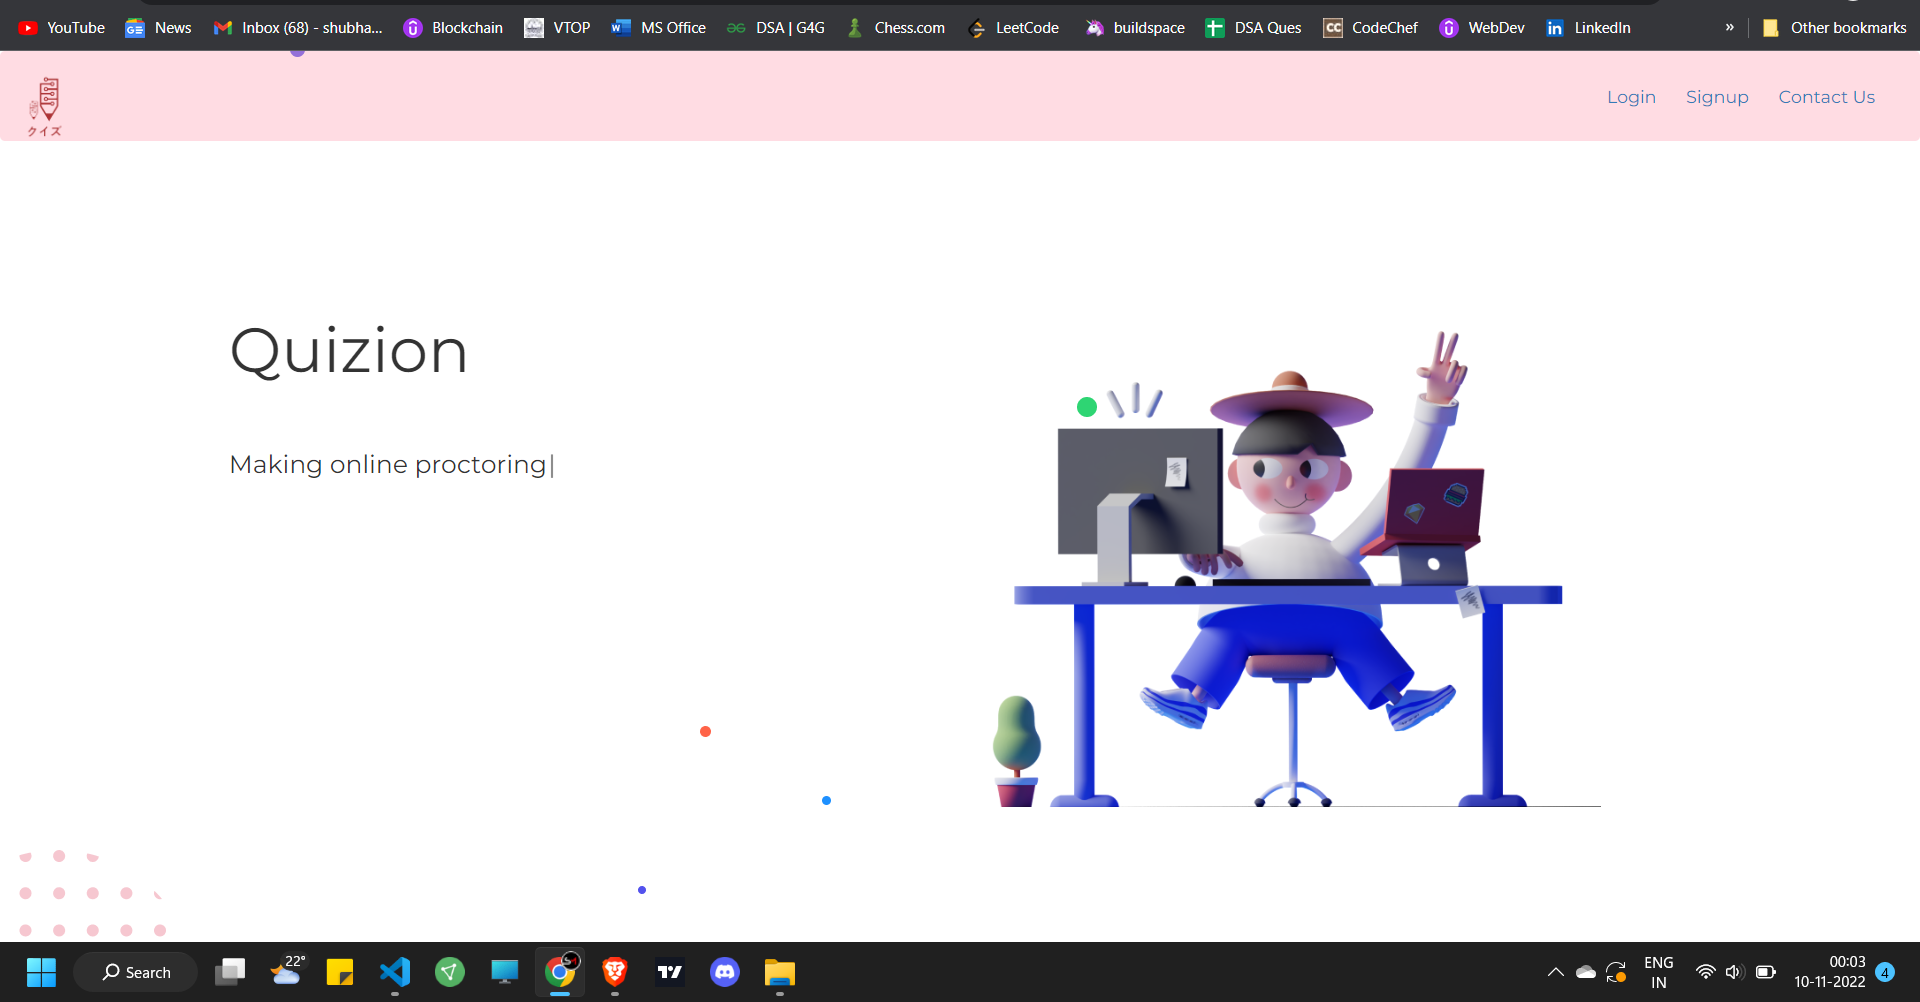 YouTube News Inbox (68) - shubha... Blockchain VTOP MS Office DSA | G4G Chess.com LeetCode buildspace DSA Ques CodeChef WebDev LinkedIn » Other bookmarks
クイズ
Login Signup Contact Us
Quizion
Making online proctoring|
22°
Search
ENG
IN
00:03
10-11-2022
4